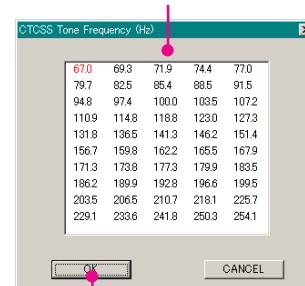 CTCSS Tone Frequency (Hz)
67.0 69.3 71.9 74.4 77.0
79.7 82.5 85.4 88.5 91.5
94.8 97.4 100.0 103.5 107.2
110.9 114.8 118.8 123.0 127.3
131.8 136.5 141.3 146.2 151.4
156.7 159.8 162.2 165.5 167.9
171.3 173.8 177.3 179.9 183.5
186.2 189.9 192.8 196.6 199.5
203.5 206.5 210.7 218.1 225.7
229.1 233.6 241.8 250.3 254.1
OK CANCEL